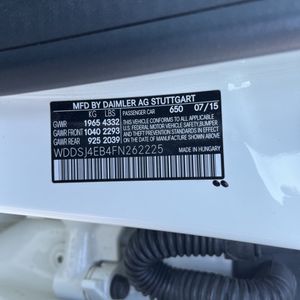 MFD BY DAIMLER AG STUTTGART
KG LBS PASSENGER CAR 650 07/15
GVWR 1965 4332 THIS VEHICLE CONFORMS TO ALL APPLICABLE
GAWR FRONT 1040 2293 U.S. FEDERAL MOTOR VEHICLE SAFETY, BUMPER
GAWR REAR 925 2039 AND THEFT PREVENTION STANDARDS IN EFFECT
ON THE DATE OF MANUFACTURE SHOWN ABOVE.
WDDSJ4EB4FN262225
MADE IN HUNGARY